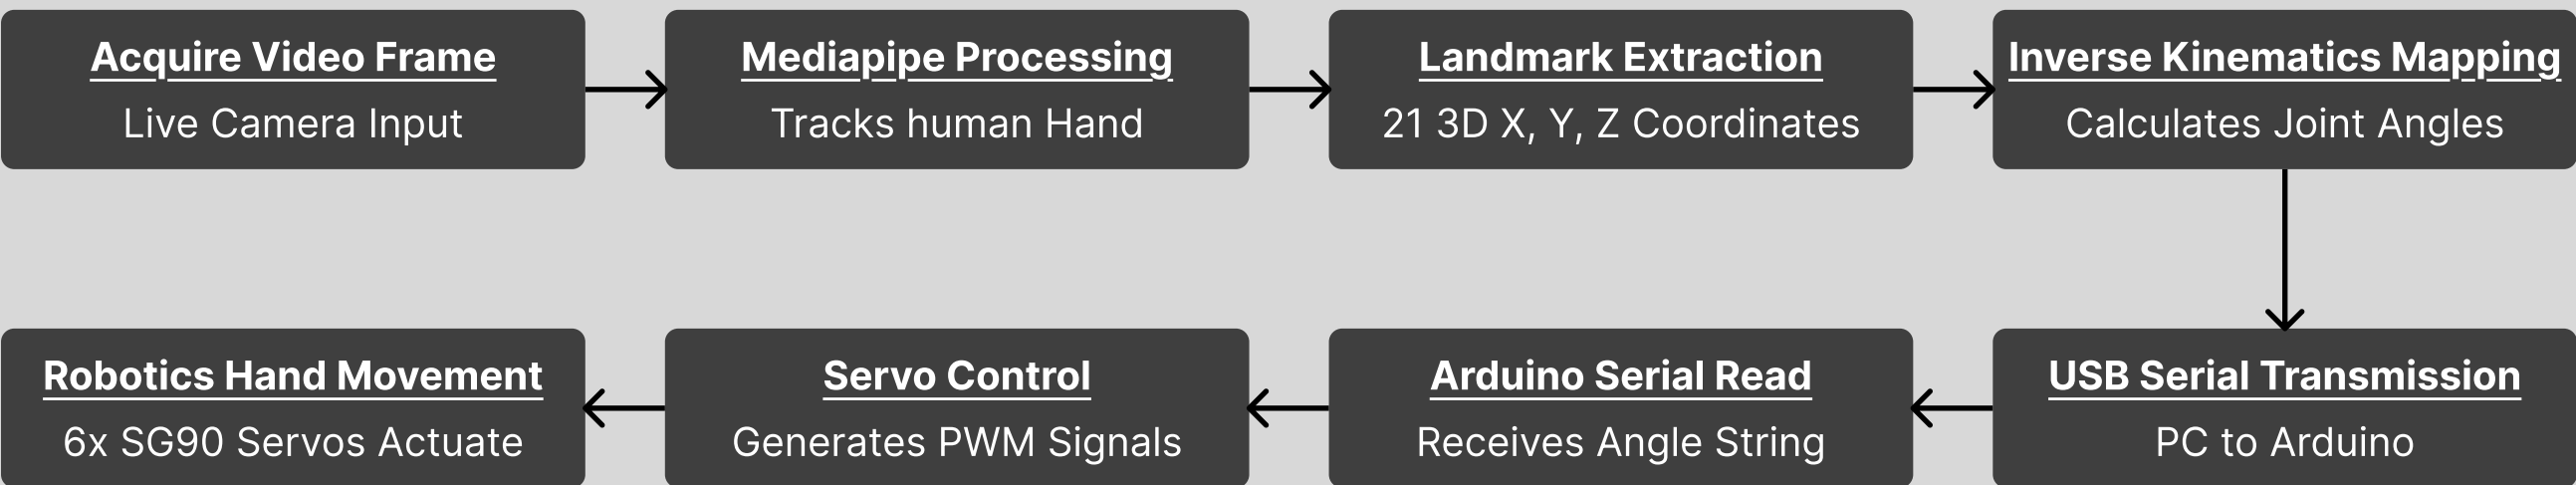 Acquire Video Frame
Live Camera Input
Mediapipe Processing
Tracks human Hand
Landmark Extraction
21 3D X, Y, Z Coordinates
Inverse Kinematics Mapping
Calculates Joint Angles
USB Serial Transmission
PC to Arduino
Arduino Serial Read
Receives Angle String
Servo Control
Generates PWM Signals
Robotics Hand Movement
6x SG90 Servos Actuate